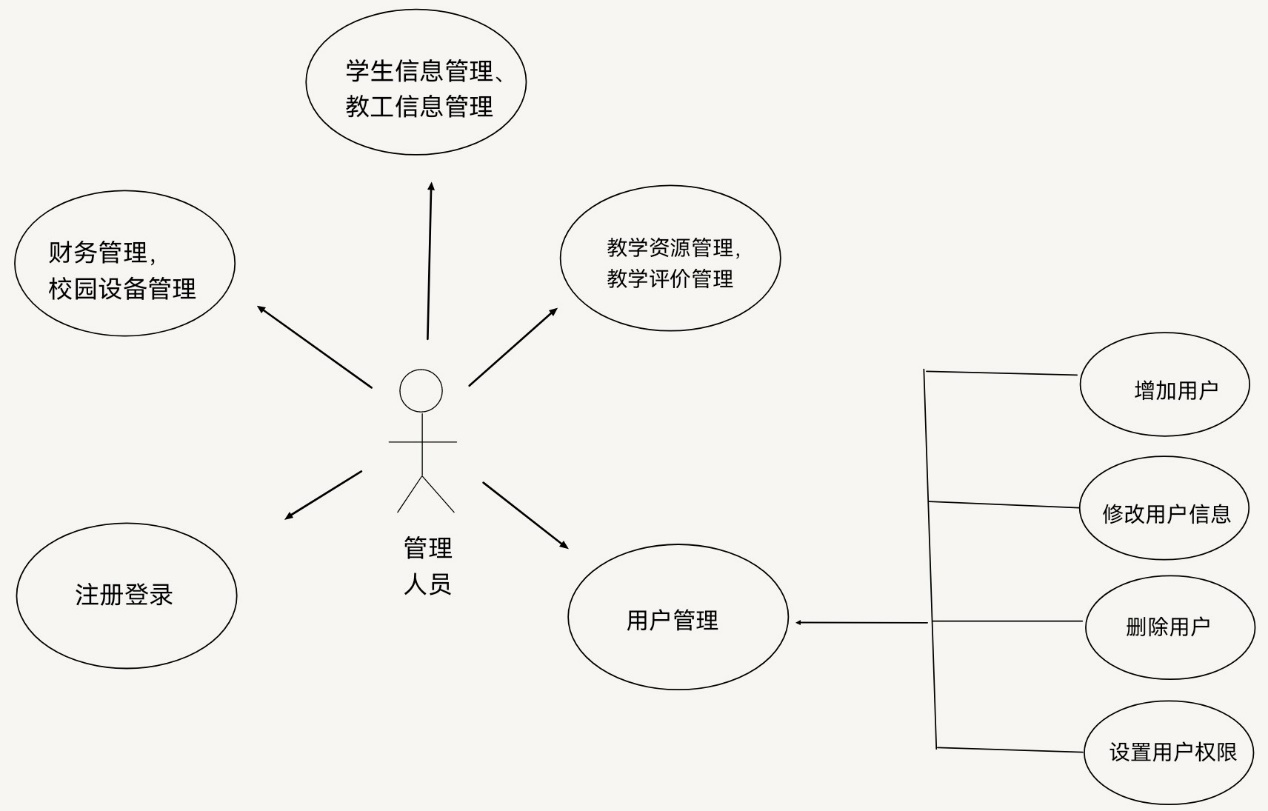 学生信息管理、
教工信息管理
财务管理，
校园设备管理
教学资源管理，
教学评价管理
增加用户
修改用户信息
管理
人员
注册登录
用户管理
删除用户
设置用户权限